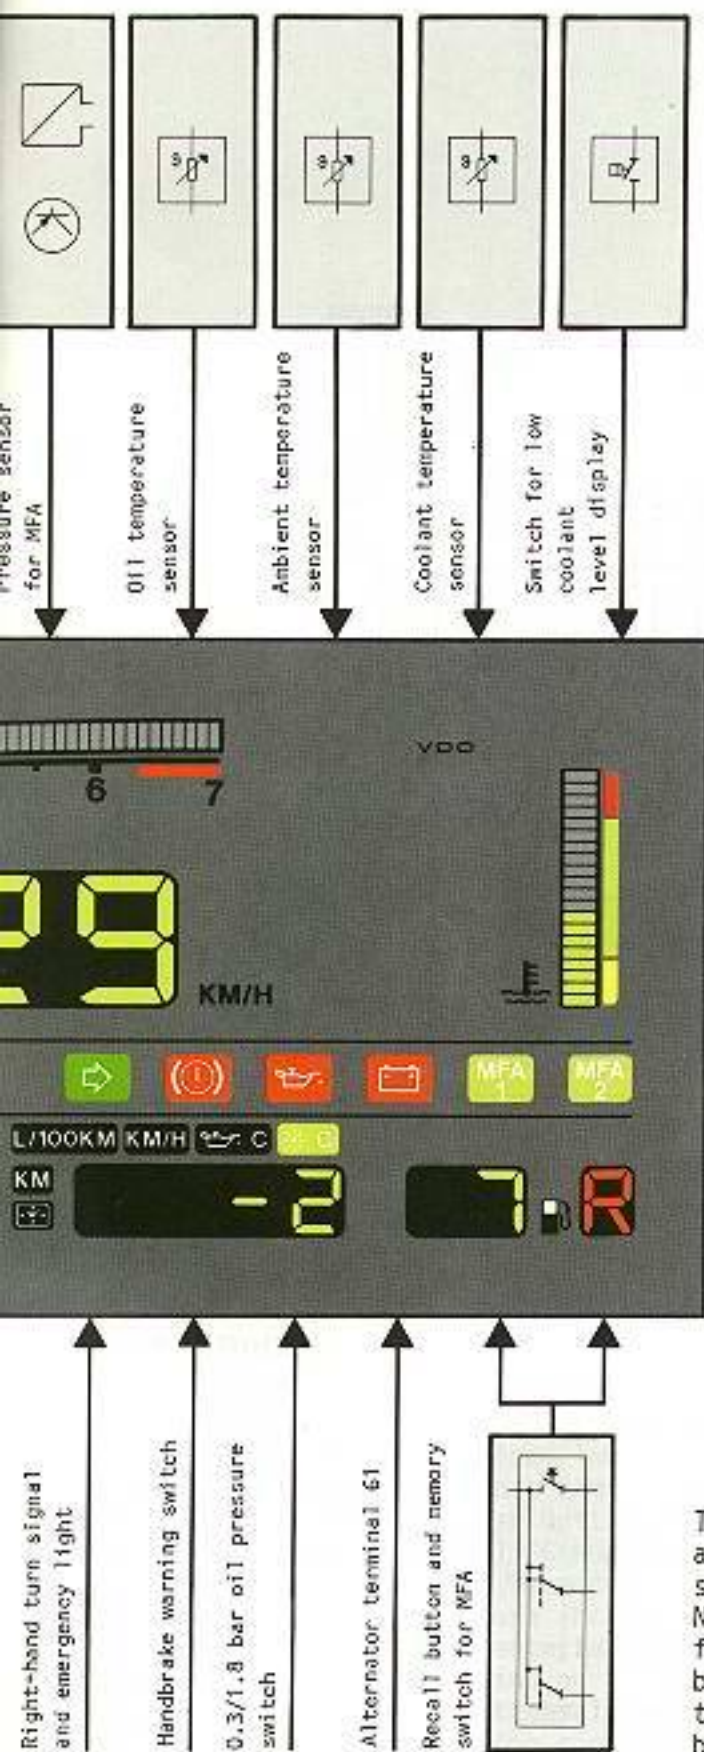 Pressure sensor
for MFA
Oil temperature
sensor
Ambient temperature
sensor
Coolant temperature
sensor
Switch for low
coolant
level display
VDO
6
7
29
KM/H
MFA
1
MFA
2
L/100KM
KM/H
C
C
KM
-2
7
R
Right-hand turn signal
and emergency light
Handbrake warning switch
0.3/1.8 bar oil pressure
switch
Alternator terminal 61
Recall button and memory
switch for MFA